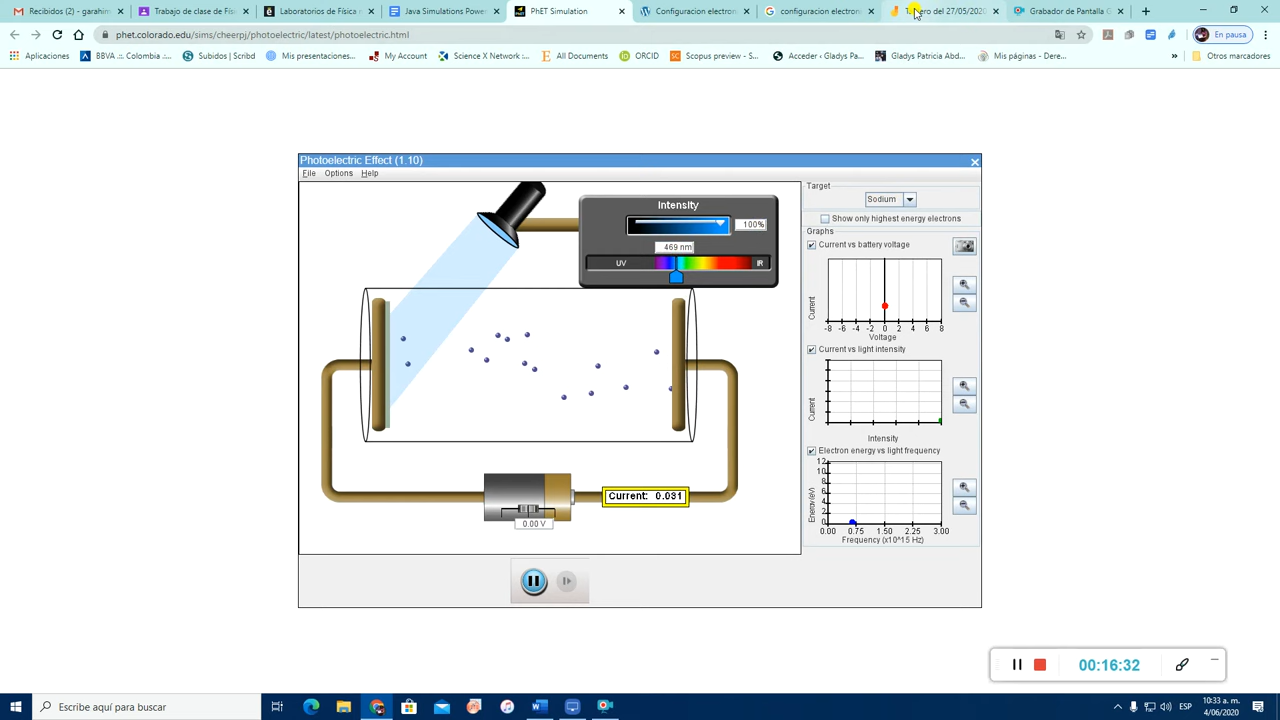 Recibidos (2) - garahim
Trabajo de clase de Físic
Laboratorios de Física m
Java Simulations Powere
PhET Simulation
Configuracion electroni
configuracion electroni
Grabador de Pantalla G
phet.colorado.edu/sims/cheerpj/photoelectric/latest/photoelectric.html
En pausa
Aplicaciones
BBVA .::. Colombia .:...
Subidos | Scribd
Mis presentaciones...
My Account
Science X Network :...
All Documents
ORCID
Scopus preview - S...
Acceder ‹ Gladys Pa...
Gladys Patricia Abd...
Mis páginas - Dere...
»
Otros marcadores
Photoelectric Effect (1.10)
File Options Help
Intensity
100%
469 nm
UV
IR
Current: 0.031
0.00 V
Target
Sodium
Show only highest energy electrons
Graphs
Current vs battery voltage
Current
-8 -6 -4 -2 0 2 4 6 8
Voltage
Current vs light intensity
Current
Intensity
Electron energy vs light frequency
12
10
8
6
4
2
0
Energy (eV)
0.00 0.75 1.50 2.25 3.00
Frequency (x10^15 Hz)
00:16:32
Escribe aquí para buscar
ESP
10:33 a. m.
4/06/2020